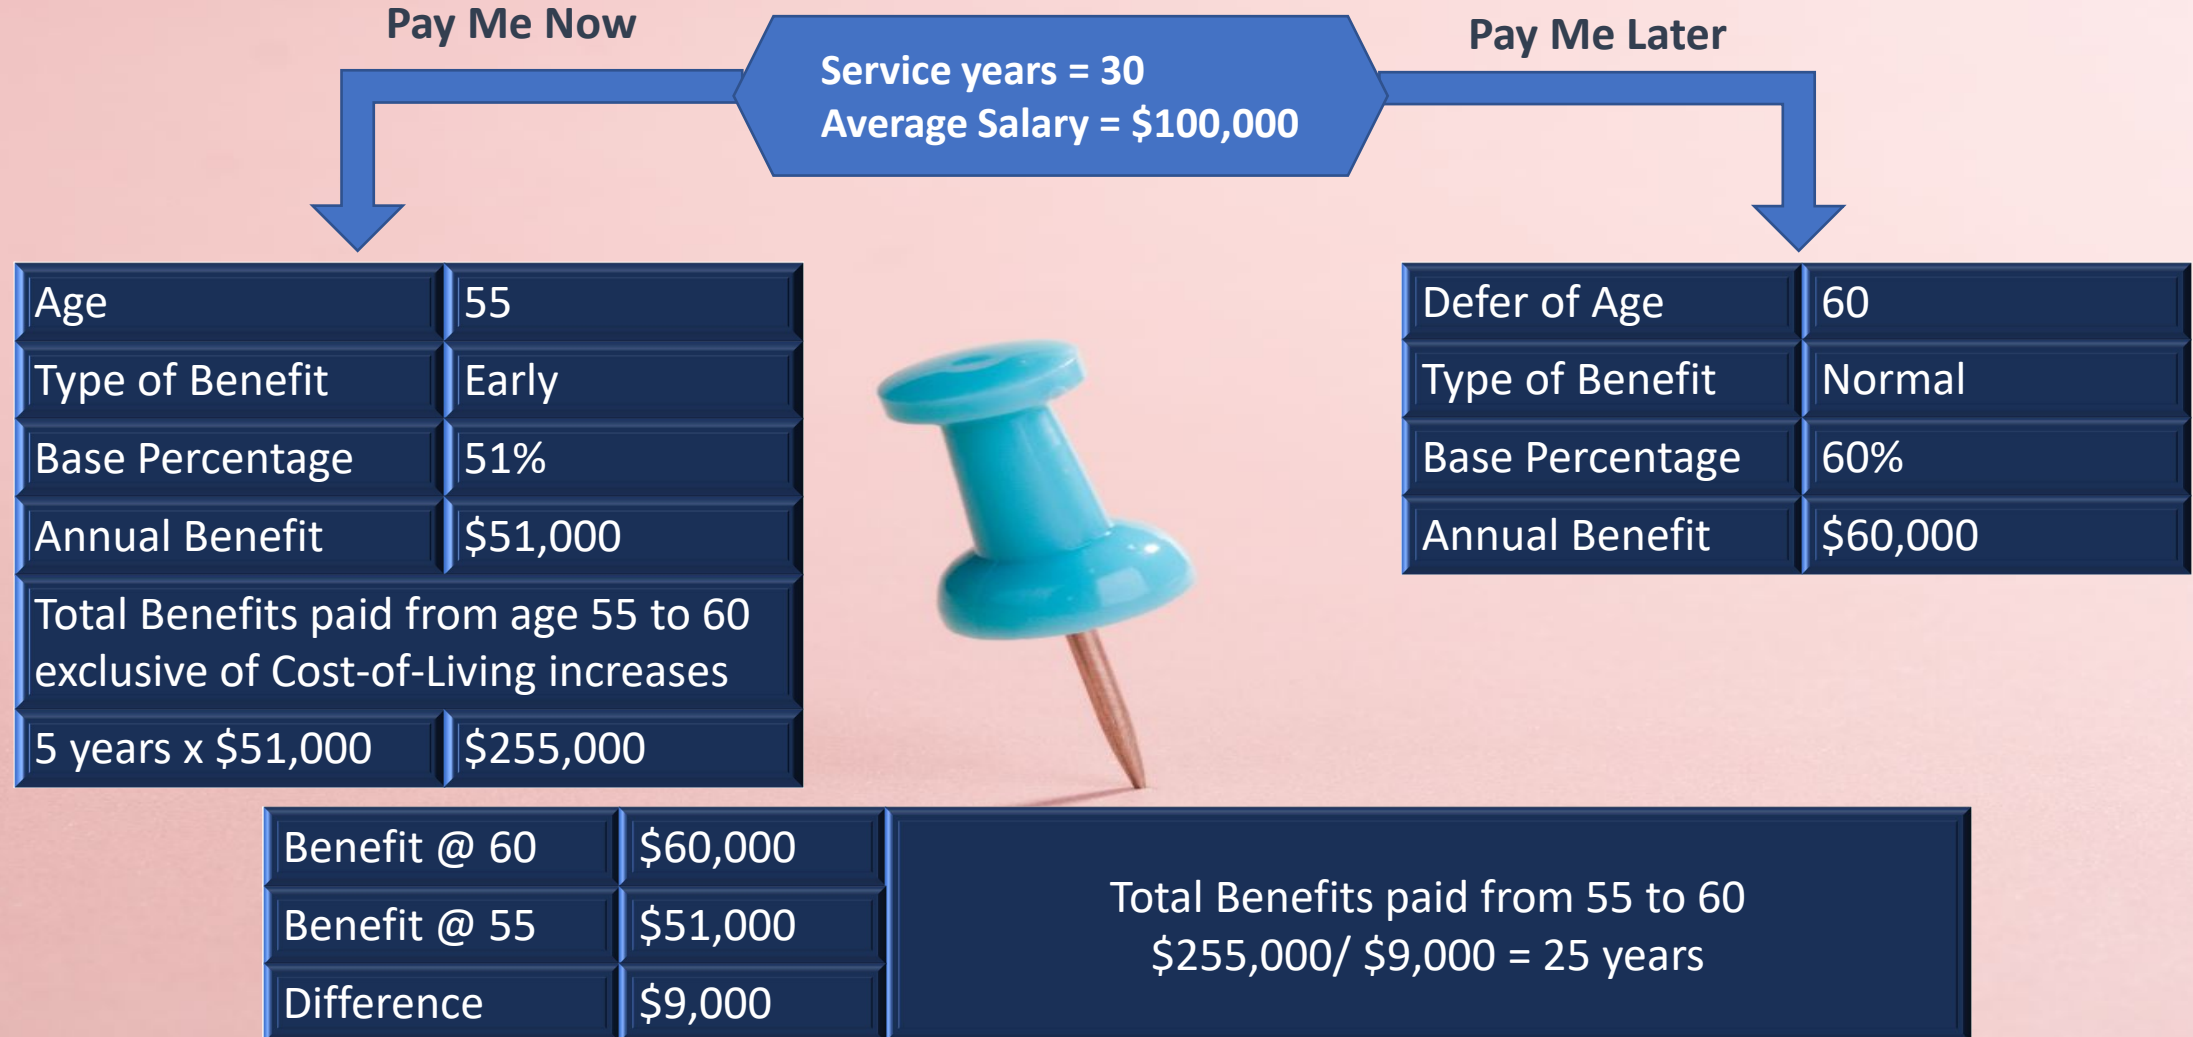 Pay Me Now
Service years = 30
Average Salary = $100,000
Pay Me Later
Age 55
Type of Benefit Early
Base Percentage 51%
Annual Benefit $51,000
Total Benefits paid from age 55 to 60
exclusive of Cost-of-Living increases
5 years x $51,000 $255,000
Defer of Age 60
Type of Benefit Normal
Base Percentage 60%
Annual Benefit $60,000
Benefit @ 60 $60,000
Benefit @ 55 $51,000
Difference $9,000
Total Benefits paid from 55 to 60
$255,000/ $9,000 = 25 years